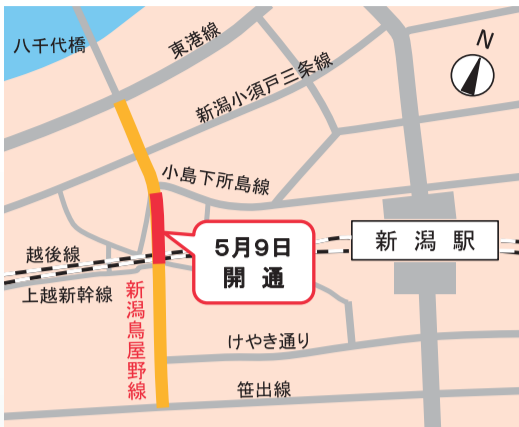 八千代橋
東港線
N
新潟小須戸三条線
小島下所島線
5月9日
開通
新潟駅
越後線
上越新幹線
新潟鳥屋野線
けやき通り
笹出線